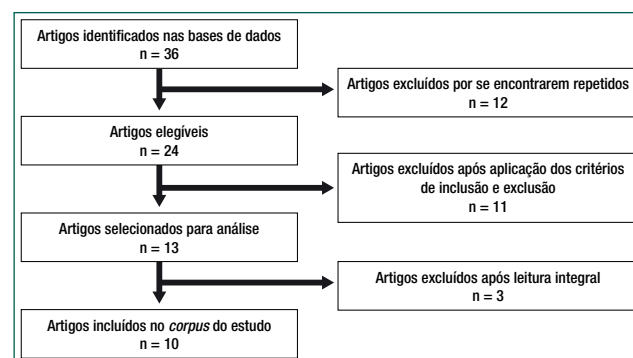 Artigos identificados nas bases de dados
n = 36
Artigos excluídos por se encontrarem repetidos
n = 12
Artigos elegíveis
n = 24
Artigos excluídos após aplicação dos critérios
de inclusão e exclusão
n = 11
Artigos selecionados para análise
n = 13
Artigos excluídos após leitura integral
n = 3
Artigos incluídos no corpus do estudo
n = 10